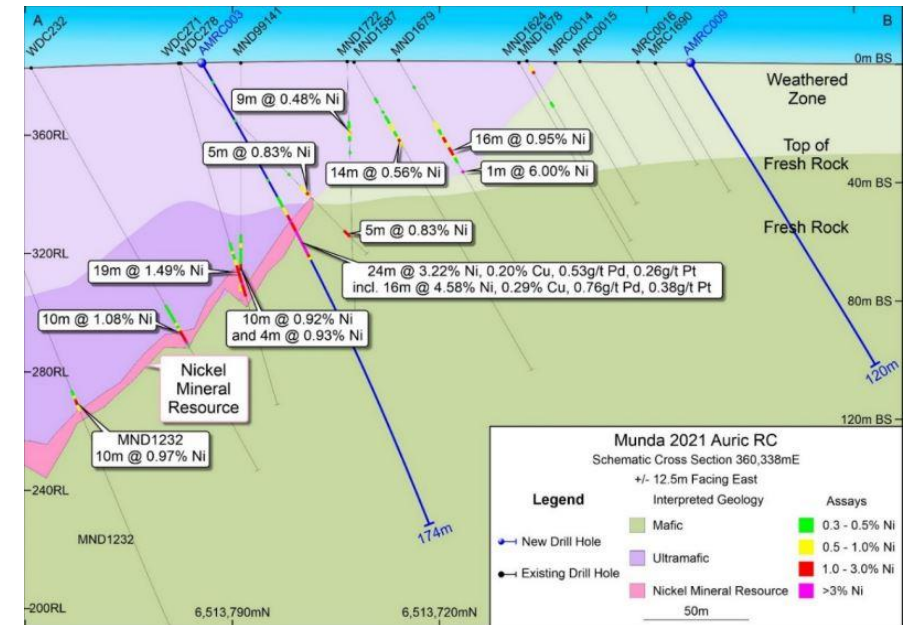 A
B
WDC232
WDC271
WDC278
AMRC003
MND99141
MND1722
MND1587
MND1679
MND1624
MND1678
MRC0014
MRC0015
MRC0016
MRC1690
AMRC009
0m BS
Weathered
Zone
9m @ 0.48% Ni
360RL
16m @ 0.95% Ni
5m @ 0.83% Ni
Top of
Fresh Rock
14m @ 0.56% Ni
1m @ 6.00% Ni
40m BS
5m @ 0.83% Ni
Fresh Rock
320RL
19m @ 1.49% Ni
24m @ 3.22% Ni, 0.20% Cu, 0.53g/t Pd, 0.26g/t Pt
incl. 16m @ 4.58% Ni, 0.29% Cu, 0.76g/t Pd, 0.38g/t Pt
80m BS
10m @ 1.08% Ni
10m @ 0.92% Ni
and 4m @ 0.93% Ni
280RL
120m
Nickel
Mineral
Resource
120m BS
MND1232
10m @ 0.97% Ni
240RL
174m
MND1232
200RL
6,513,790mN
6,513,720mN
Munda 2021 Auric RC
Schematic Cross Section 360,338mE
+/- 12.5m Facing East
Legend
New Drill Hole
Existing Drill Hole
Interpreted Geology
Mafic
Ultramafic
Nickel Mineral Resource
Assays
0.3 - 0.5% Ni
0.5 - 1.0% Ni
1.0 - 3.0% Ni
>3% Ni
50m